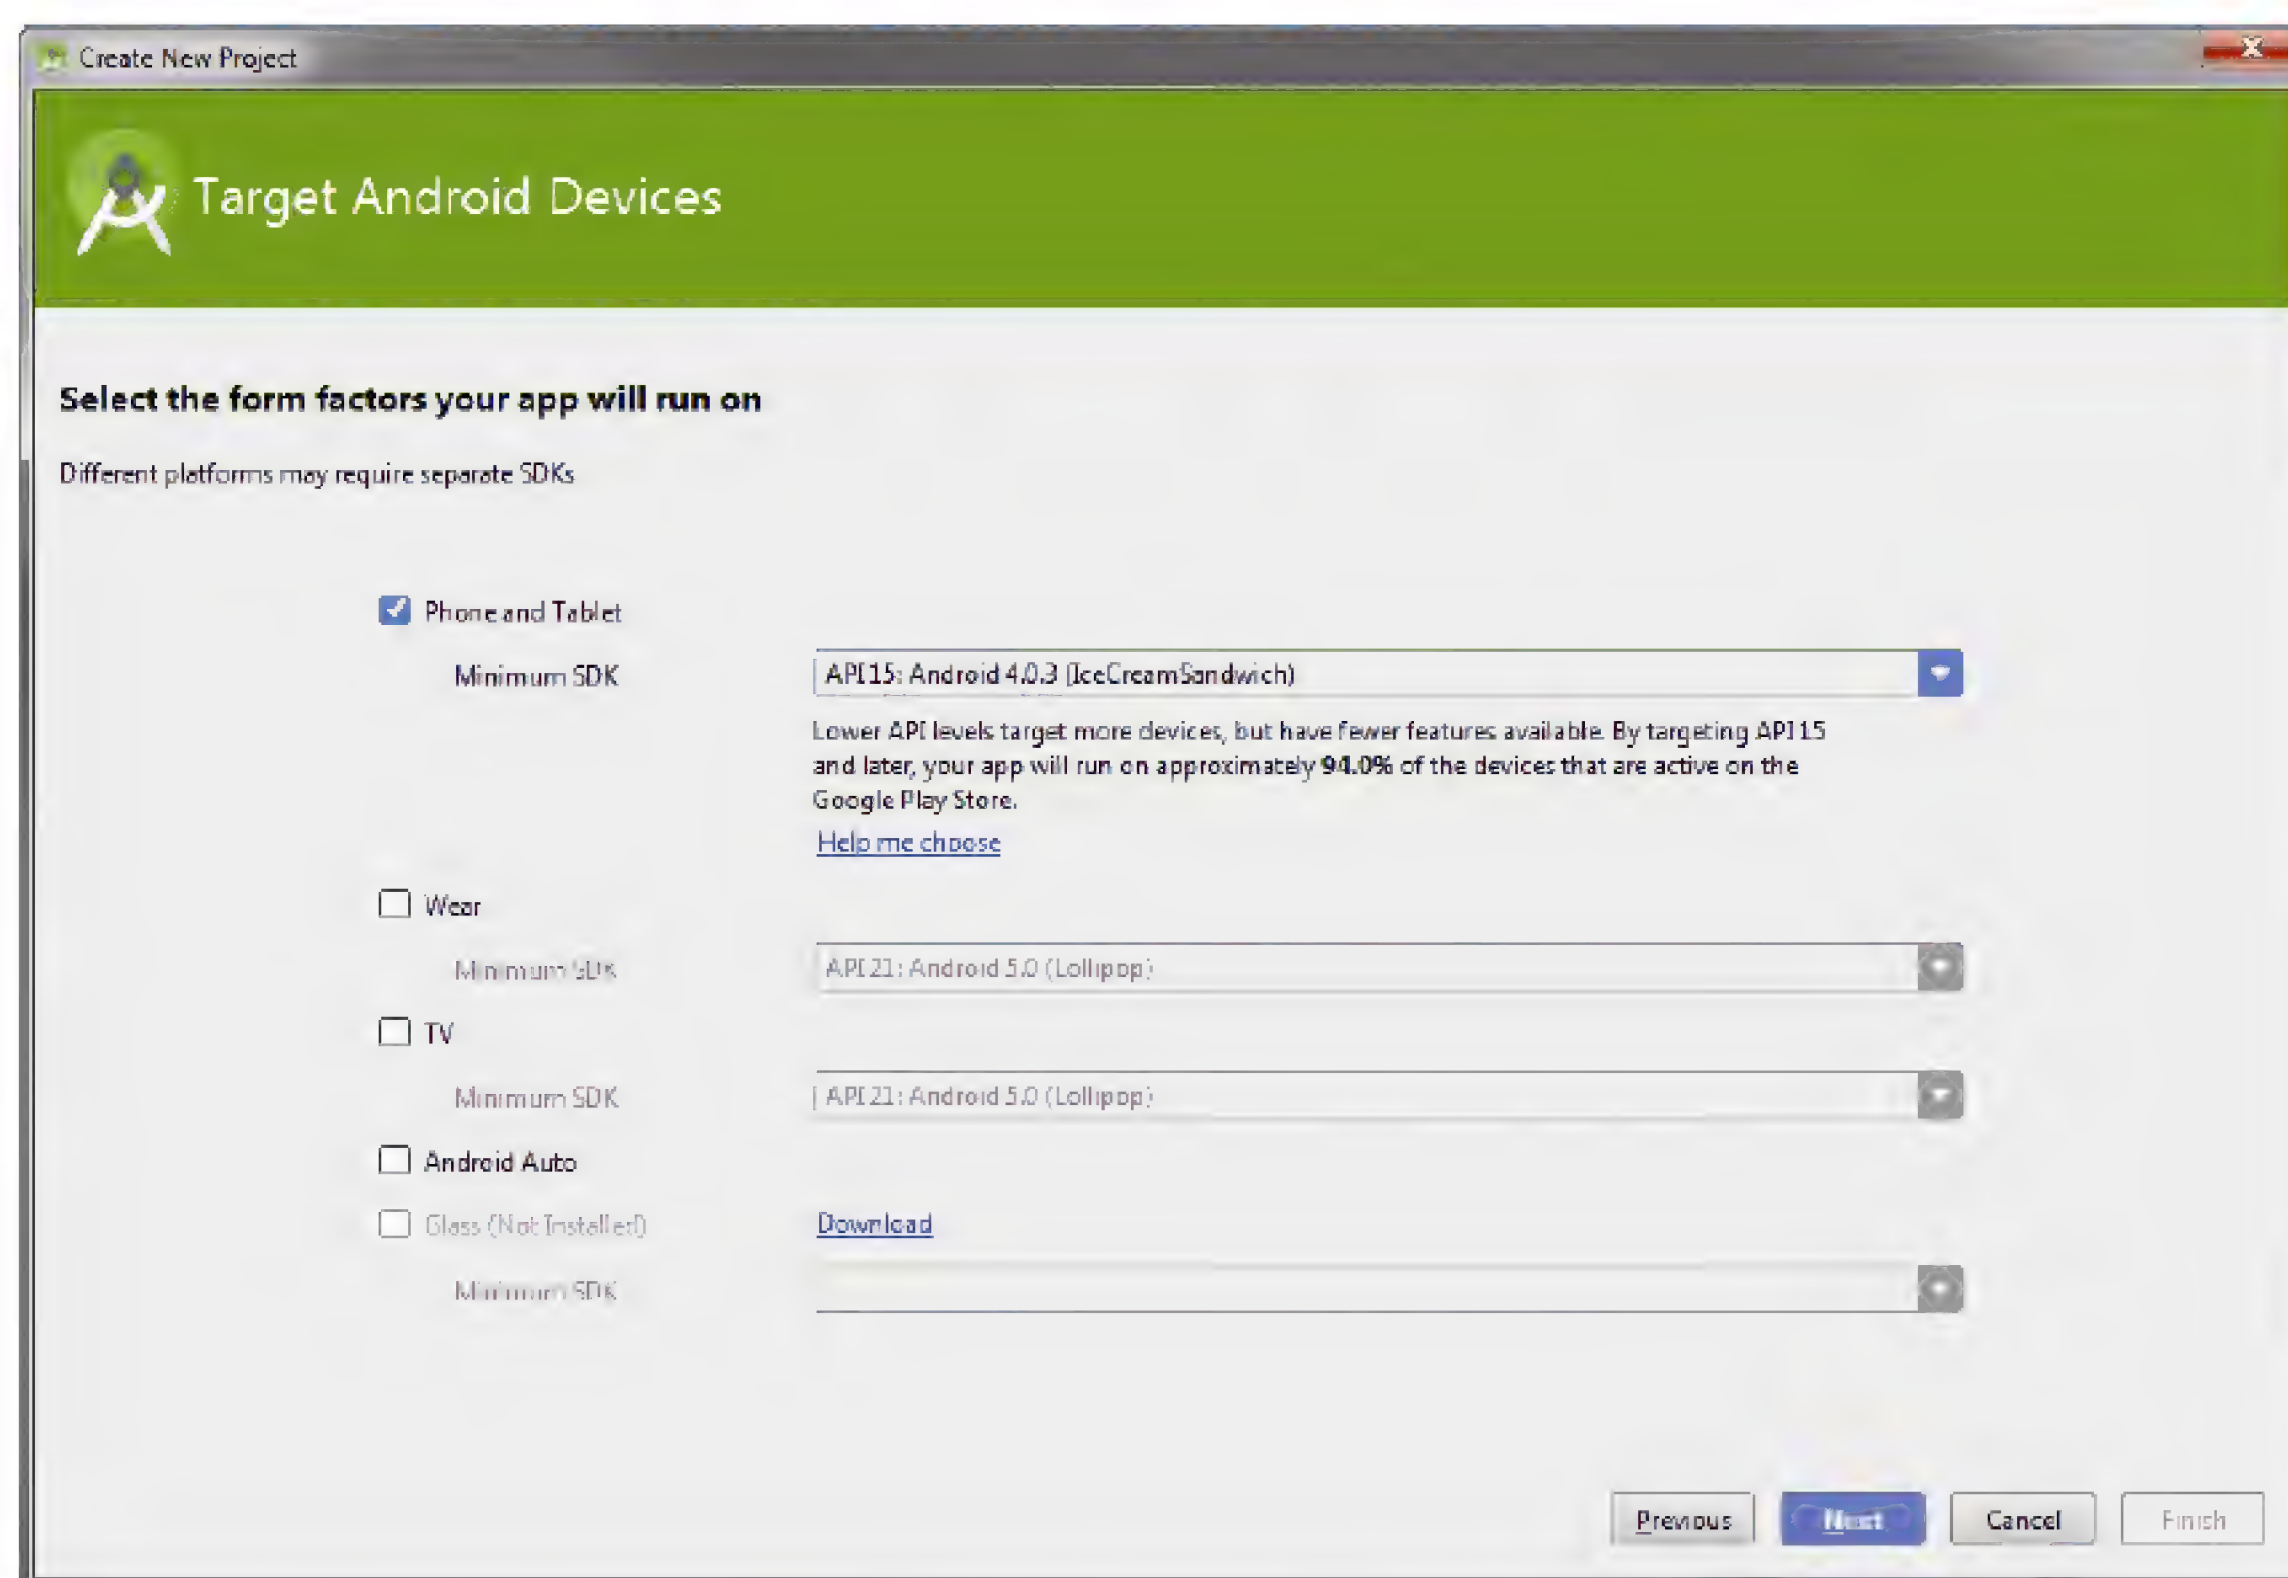 Create New Project
Target Android Devices
Select the form factors your app will run on
Different platforms may require separate SDKs
Phone and Tablet
Minimum SDK
API 15: Android 4.0.3 (IceCreamSandwich)
Lower API levels target more devices, but have fewer features available. By targeting API 15
and later, your app will run on approximately 94.0% of the devices that are active on the
Google Play Store.
Help me choose
Wear
Minimum SDK
API 21: Android 5.0 (Lollipop)
TV
Minimum SDK
API 21: Android 5.0 (Lollipop)
Android Auto
Glass (Not Installed)
Download
Minimum SDK
Previous
Next
Cancel
Finish